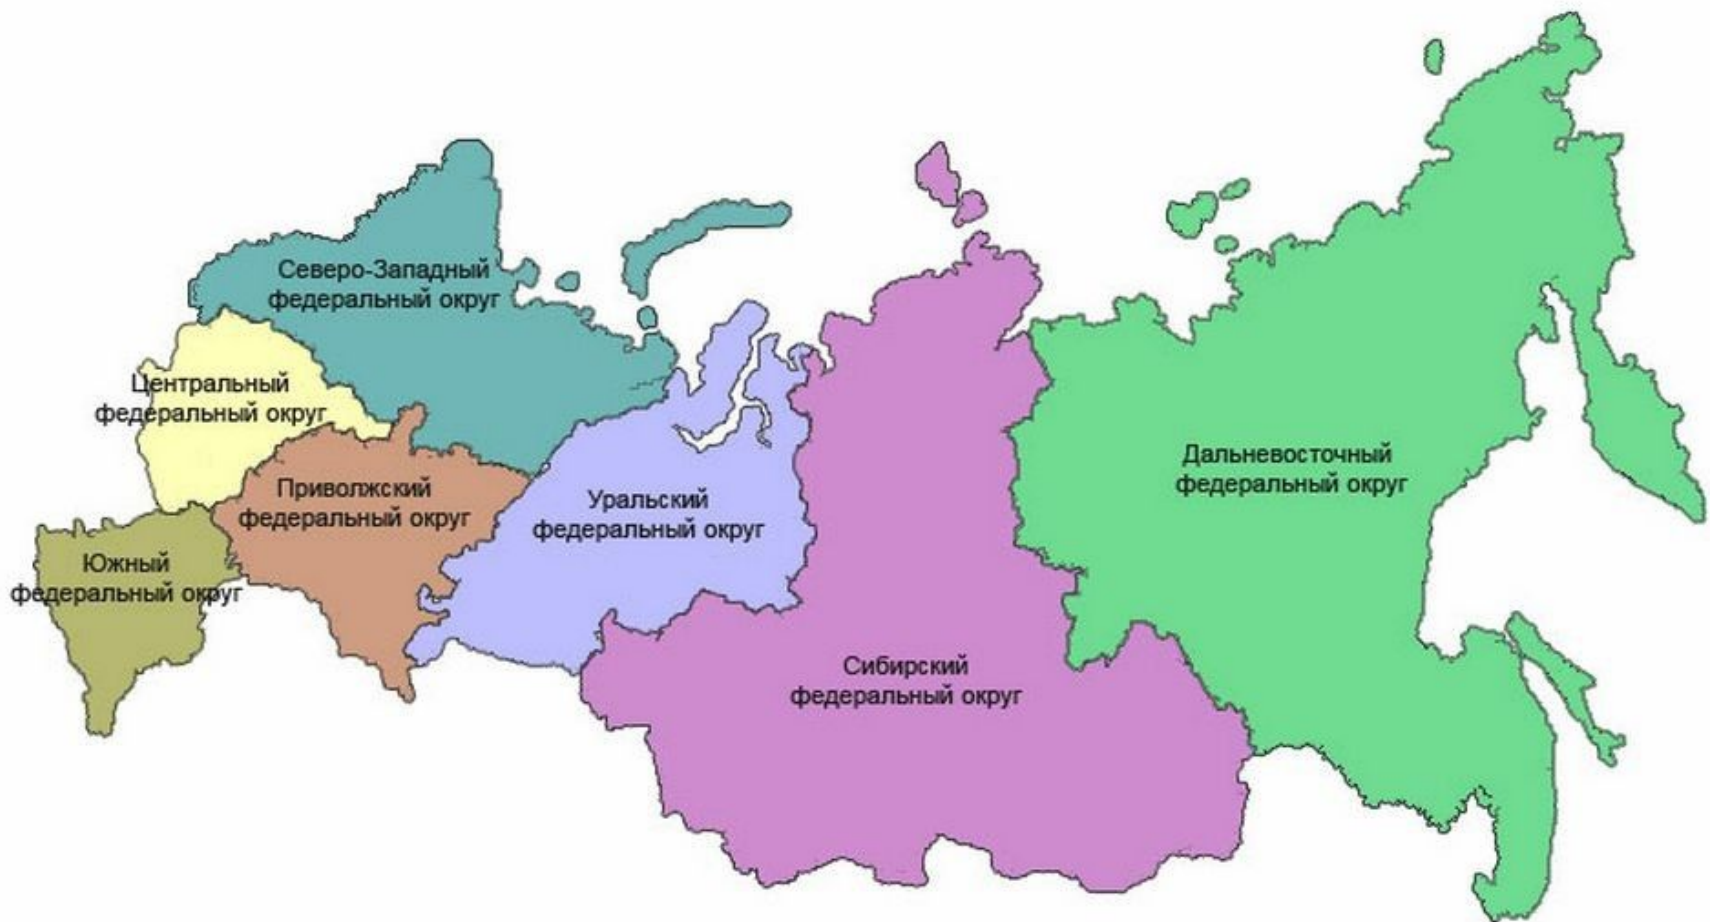 Северо-Западный
федеральный округ
Центральный
федеральный округ
Приволжский
федеральный округ
Уральский
федеральный округ
Дальневосточный
федеральный округ
Южный
федеральный округ
Сибирский
федеральный округ